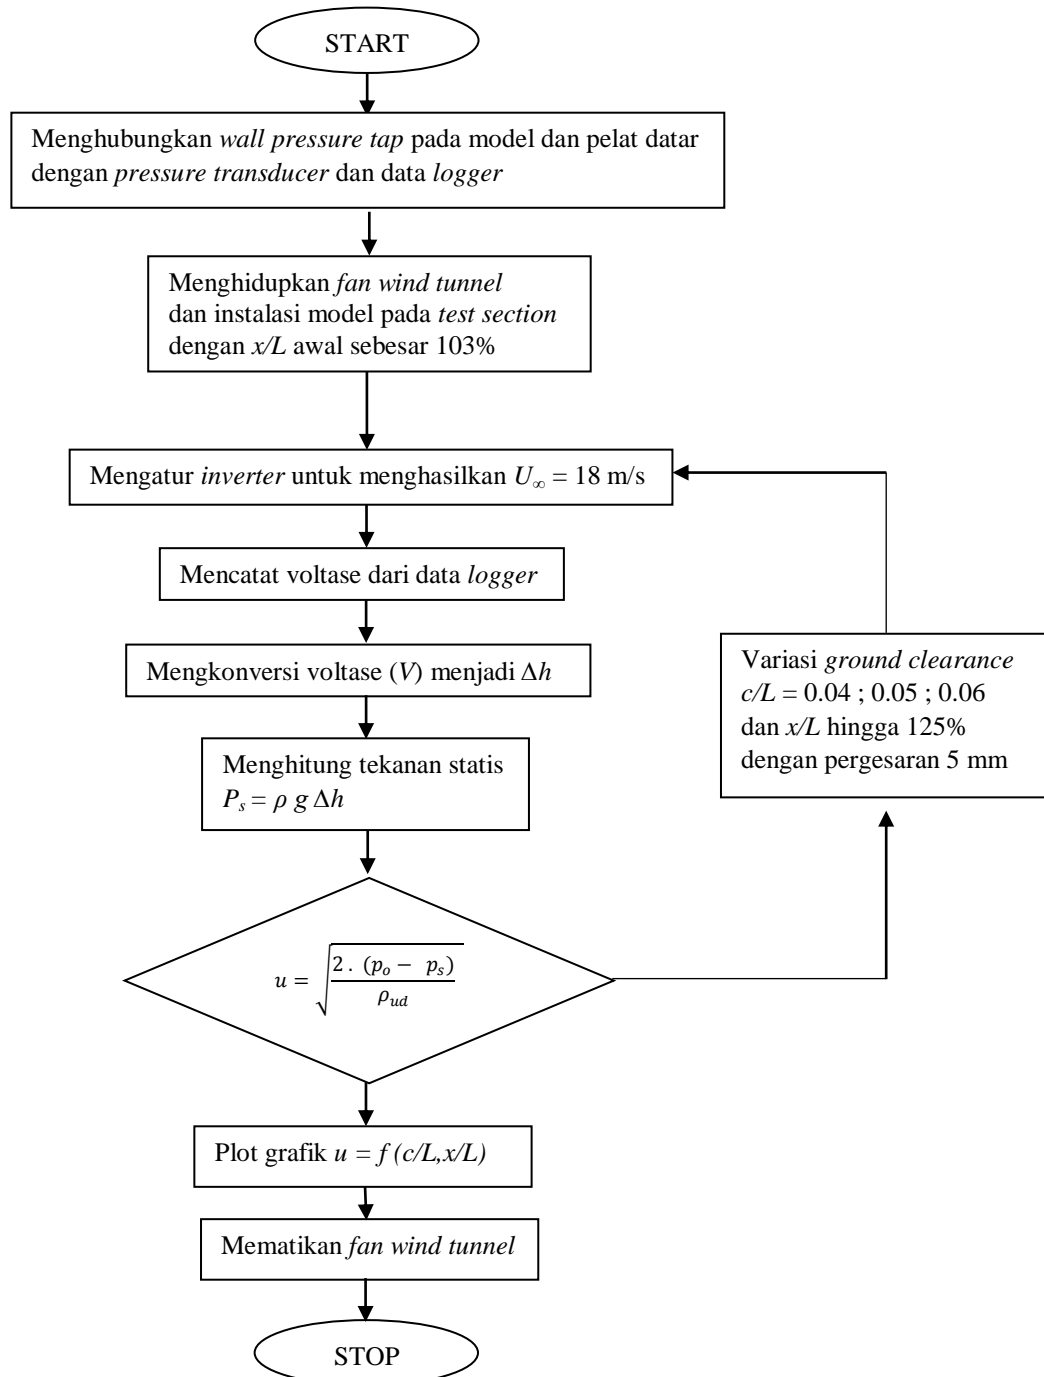 START
Menghubungkan wall pressure tap pada model dan pelat datar
dengan pressure transducer dan data logger
Menghidupkan fan wind tunnel
dan instalasi model pada test section
dengan x/L awal sebesar 103%
Mengatur inverter untuk menghasilkan U∞ = 18 m/s
Mencatat voltase dari data logger
Mengkonversi voltase (V) menjadi Δh
Variasi ground clearance
c/L = 0.04 ; 0.05 ; 0.06
dan x/L hingga 125%
dengan pergesaran 5 mm
Menghitung tekanan statis
Ps = ρ g Δh
u = √(2 . (po − ps) / ρud)
Plot grafik u = f (c/L,x/L)
Mematikan fan wind tunnel
STOP